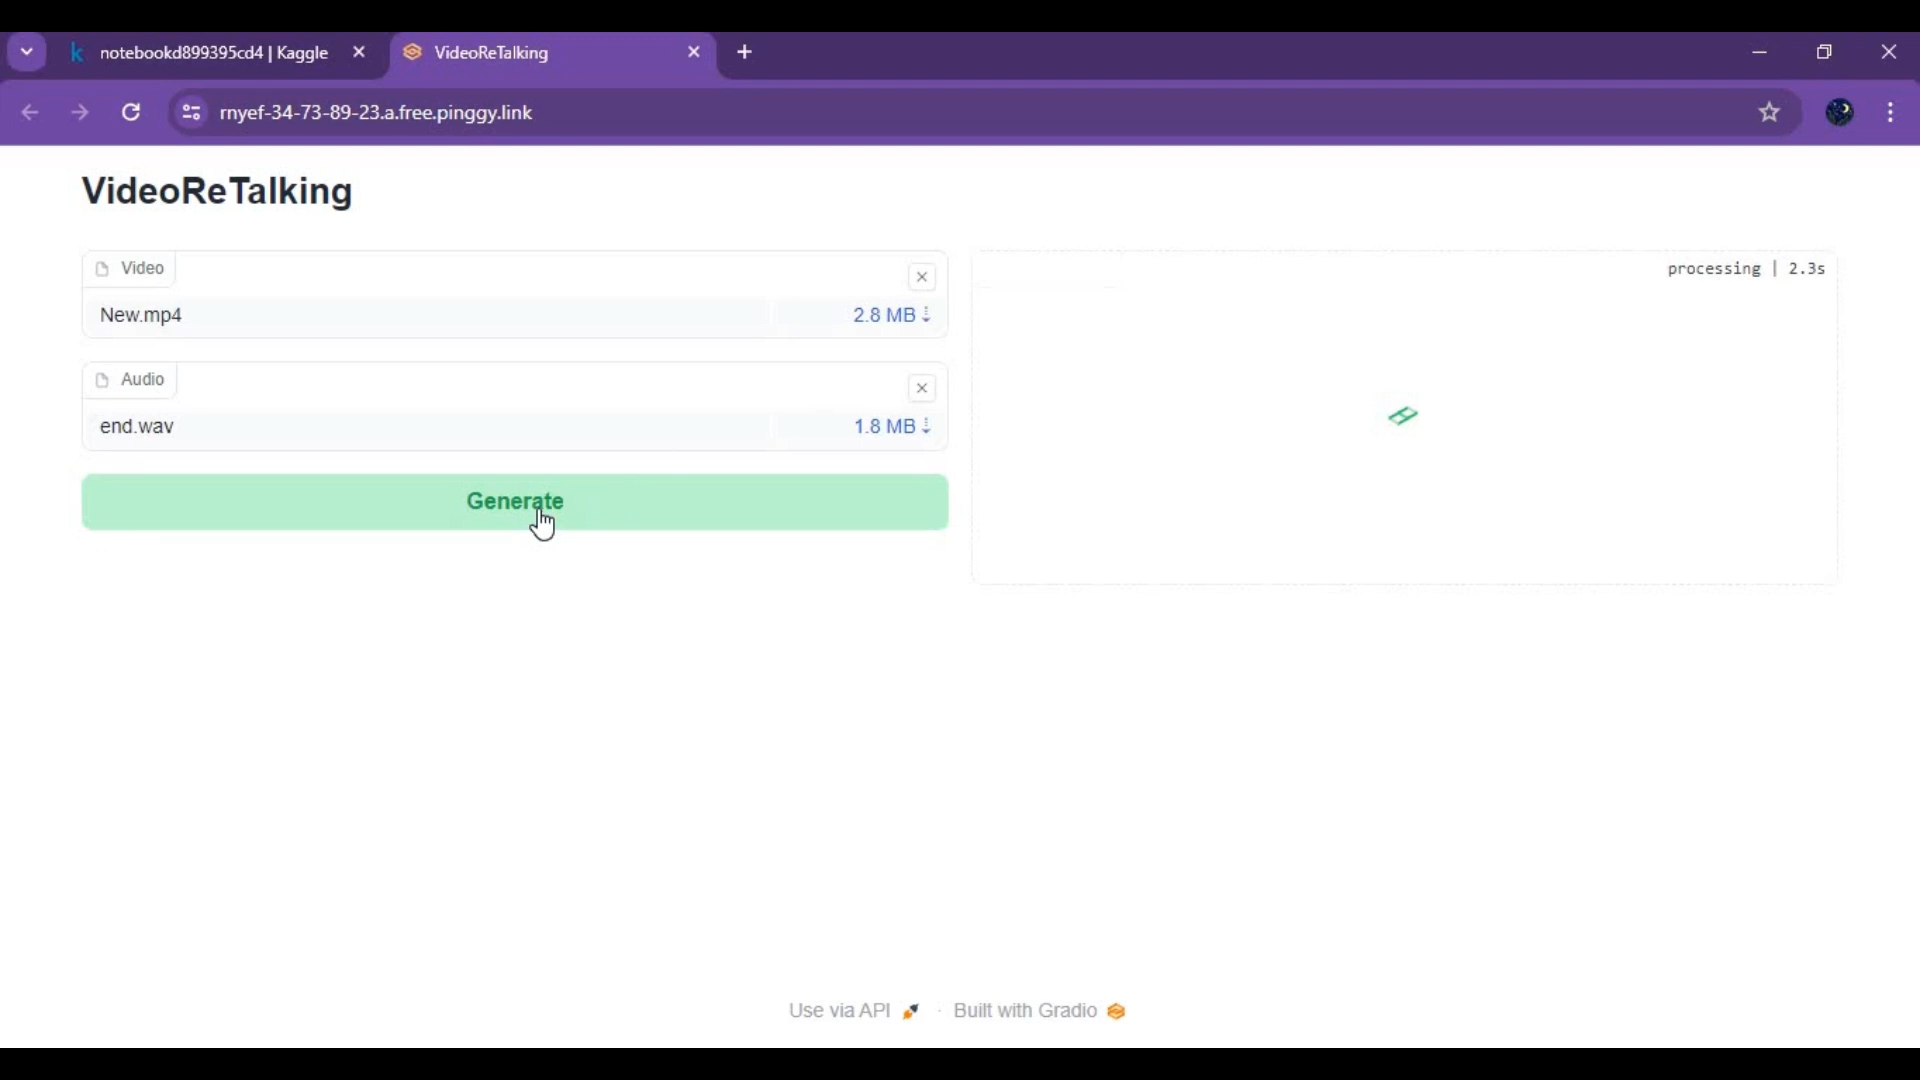 notebookd899395cd4 | Kaggle
VideoReTalking
rnyef-34-73-89-23.a.free.pinggy.link
VideoReTalking
Video
New.mp4 2.8 MB ⇣
Audio
end.wav 1.8 MB ⇣
Generate
processing | 2.3s
Use via API · Built with Gradio